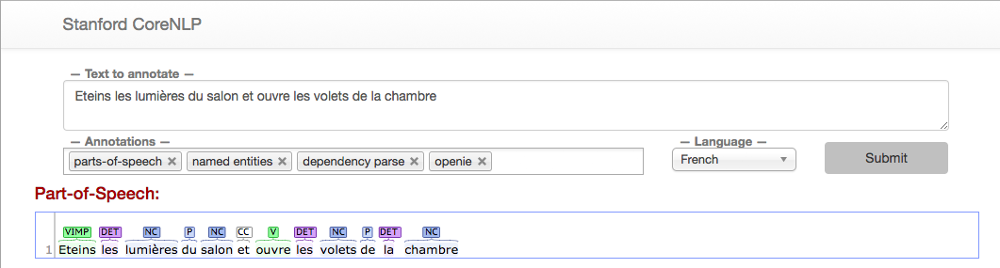 Stanford CoreNLP
— Text to annotate —
Eteins les lumières du salon et ouvre les volets de la chambre
— Annotations — — Language —
parts-of-speech × named entities × dependency parse × openie × French Submit
Part-of-Speech:
VIMP DET NC P NC CC V DET NC P DET NC
1 Eteins les lumières du salon et ouvre les volets de la chambre